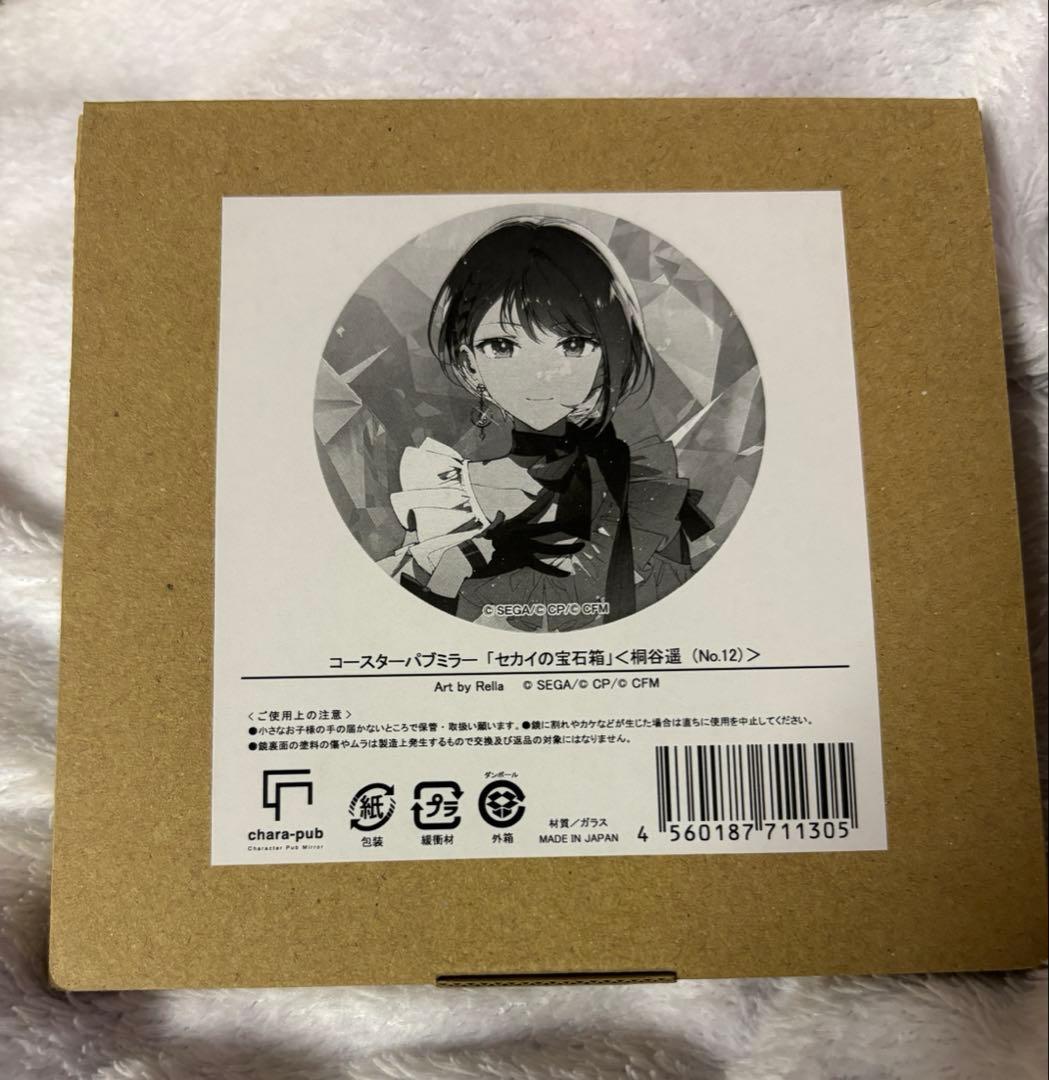 © SEGA/© CP/© CFM
コースターパブミラー「セカイの宝石箱」＜桐谷遥（No.12）＞
Art by Rella © SEGA/© CP/© CFM
＜ご使用上の注意＞
●小さなお子様の手の届かないところで保管・取扱い願います。●鏡に割れやカケなどが生じた場合は直ちに使用を中止してください。
●鏡裏面の塗料の傷やムラは製造上発生するもので交換及び返品の対象にはなりません。
chara-pub
Character Pub Mirror
紙
包装
プラ
緩衝材
ダンボール
外箱
材質／ガラス
MADE IN JAPAN
4 560187 711305